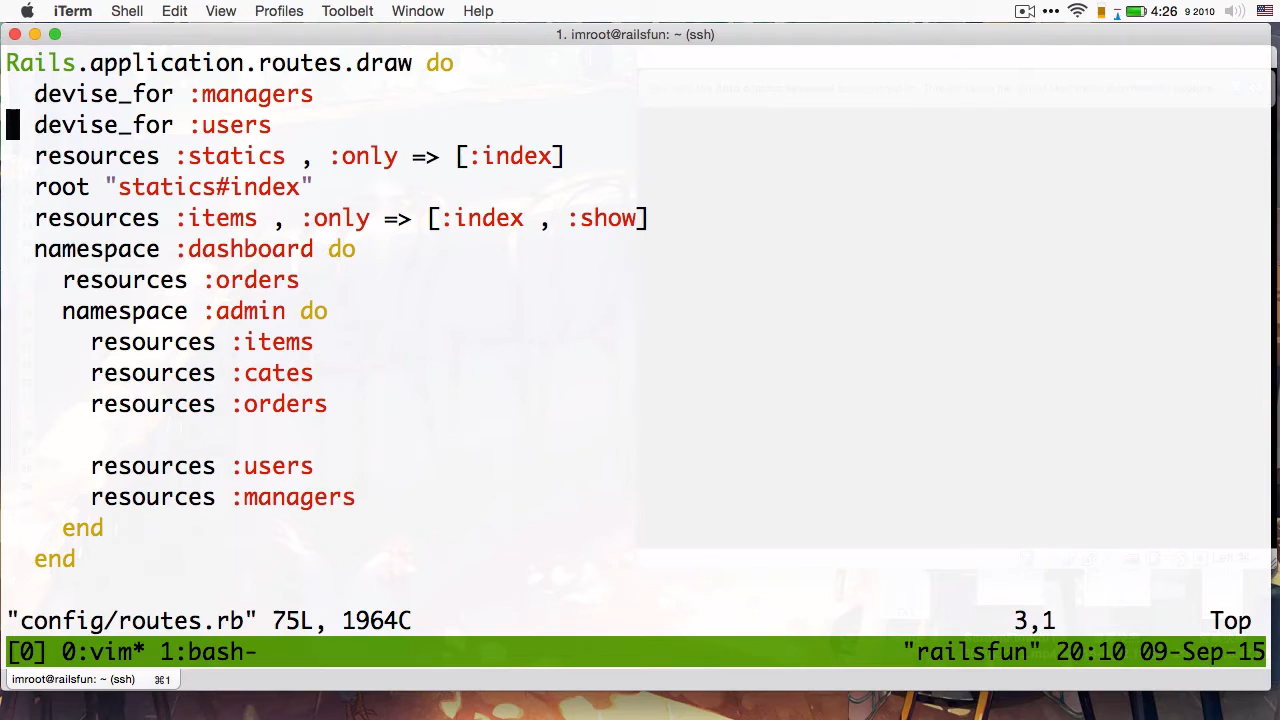 iTerm Shell Edit View Profiles Toolbelt Window Help 4:26 9 2010
1. imroot@railsfun: ~ (ssh)
Rails.application.routes.draw do
  devise_for :managers
  devise_for :users
  resources :statics , :only => [:index]
  root "statics#index"
  resources :items , :only => [:index , :show]
  namespace :dashboard do
    resources :orders
    namespace :admin do
      resources :items
      resources :cates
      resources :orders
      resources :users
      resources :managers
    end
  end
"config/routes.rb" 75L, 1964C 3,1 Top
[0] 0:vim* 1:bash- "railsfun" 20:10 09-Sep-15
imroot@railsfun: ~ (ssh) ⌘1